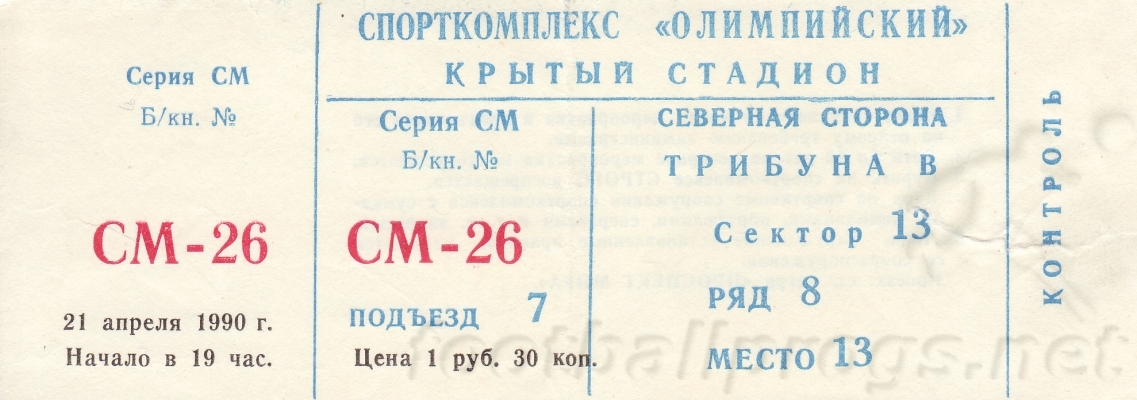 СПОРТКОМПЛЕКС «ОЛИМПИЙСКИЙ»
КРЫТЫЙ СТАДИОН
Серия СМ
Б/кн. №
СМ-26
21 апреля 1990 г.
Начало в 19 час.
Серия СМ
Б/кн. №
СМ-26
ПОДЪЕЗД 7
Цена 1 руб. 30 коп.
СЕВЕРНАЯ СТОРОНА
ТРИБУНА В
Сектор 13
РЯД 8
МЕСТО 13
КОНТРОЛЬ
footballprogz.net